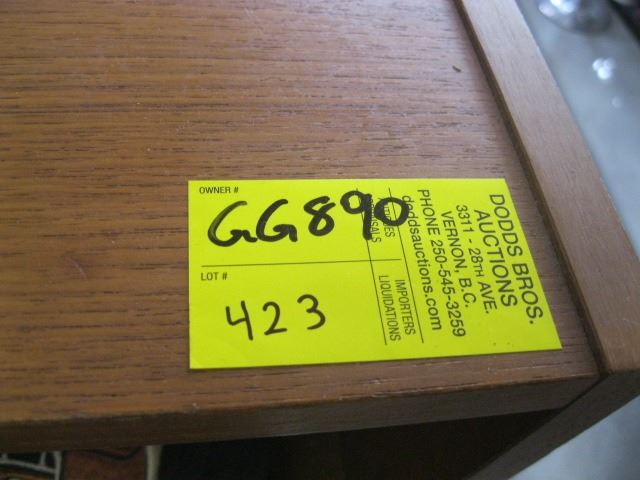 OWNER #
GG890
LOT #
423
DODDS BROS.
AUCTIONS
3311 - 28TH AVE.
VERNON, B.C.
PHONE 250-545-3259
doddsauctions.com
IMPORTERS
LIQUIDATIONS